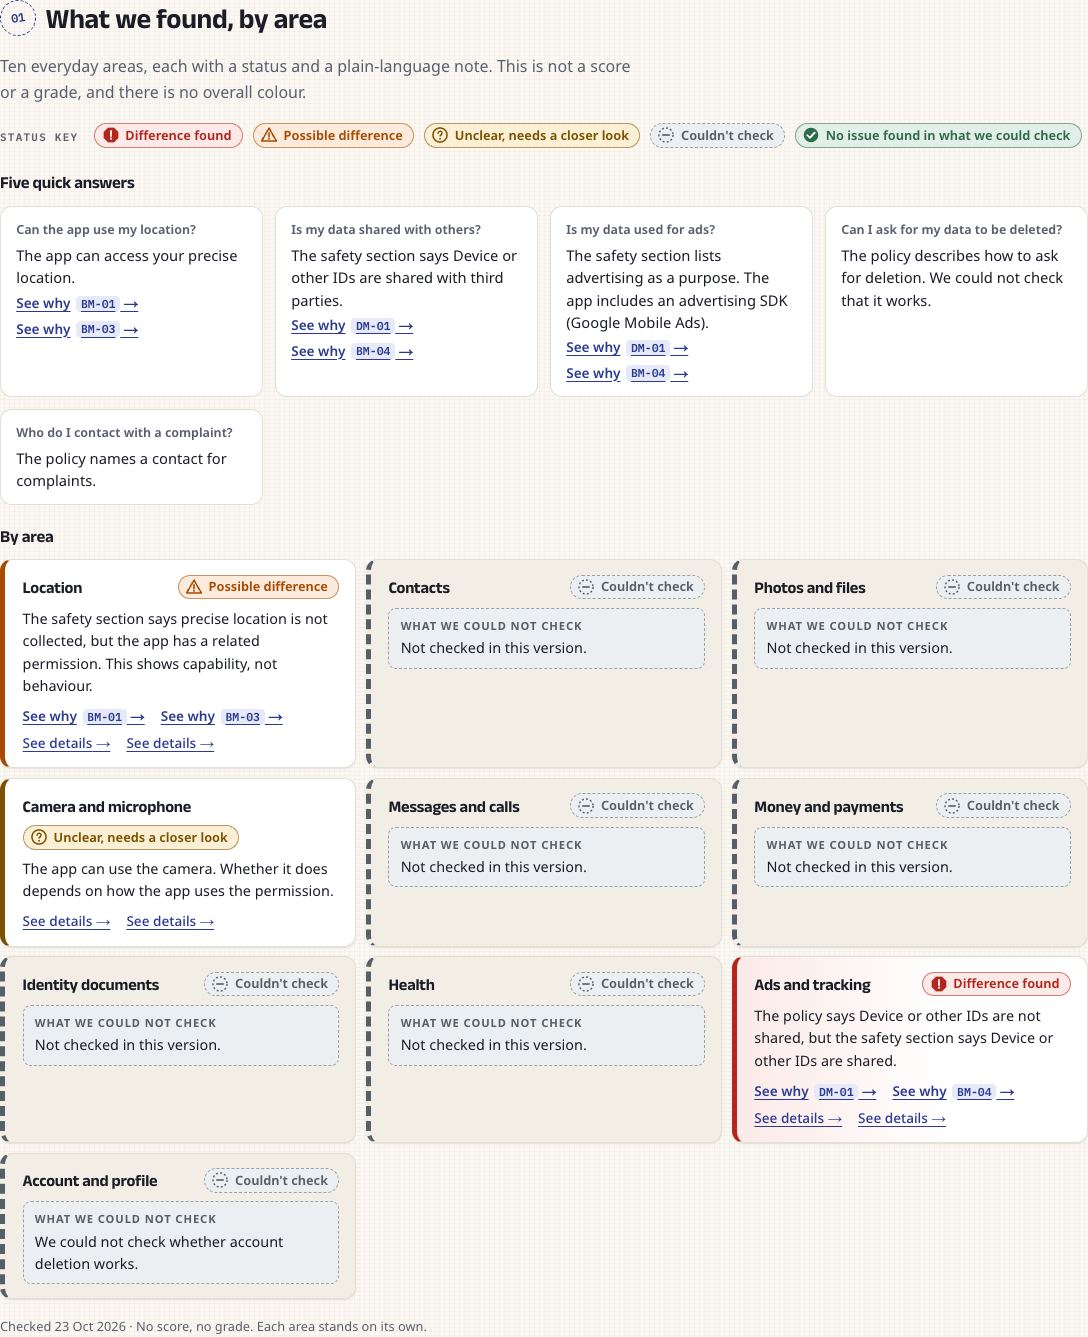 01 What we found, by area
Ten everyday areas, each with a status and a plain-language note. This is not a score
or a grade, and there is no overall colour.
STATUS KEY Difference found Possible difference Unclear, needs a closer look Couldn't check No issue found in what we could check
Five quick answers
Can the app use my location?
The app can access your precise
location.
See why BM-01 →
See why BM-03 →
Is my data shared with others?
The safety section says Device or
other IDs are shared with third
parties.
See why DM-01 →
See why BM-04 →
Is my data used for ads?
The safety section lists
advertising as a purpose. The
app includes an advertising SDK
(Google Mobile Ads).
See why DM-01 →
See why BM-04 →
Can I ask for my data to be deleted?
The policy describes how to ask
for deletion. We could not check
that it works.
Who do I contact with a complaint?
The policy names a contact for
complaints.
By area
Location Possible difference
The safety section says precise location is not
collected, but the app has a related
permission. This shows capability, not
behaviour.
See why BM-01 → See why BM-03 →
See details → See details →
Contacts Couldn't check
WHAT WE COULD NOT CHECK
Not checked in this version.
Photos and files Couldn't check
WHAT WE COULD NOT CHECK
Not checked in this version.
Camera and microphone
Unclear, needs a closer look
The app can use the camera. Whether it does
depends on how the app uses the permission.
See details → See details →
Messages and calls Couldn't check
WHAT WE COULD NOT CHECK
Not checked in this version.
Money and payments Couldn't check
WHAT WE COULD NOT CHECK
Not checked in this version.
Identity documents Couldn't check
WHAT WE COULD NOT CHECK
Not checked in this version.
Health Couldn't check
WHAT WE COULD NOT CHECK
Not checked in this version.
Ads and tracking Difference found
The policy says Device or other IDs are not
shared, but the safety section says Device or
other IDs are shared.
See why DM-01 → See why BM-04 →
See details → See details →
Account and profile Couldn't check
WHAT WE COULD NOT CHECK
We could not check whether account
deletion works.
Checked 23 Oct 2026 · No score, no grade. Each area stands on its own.